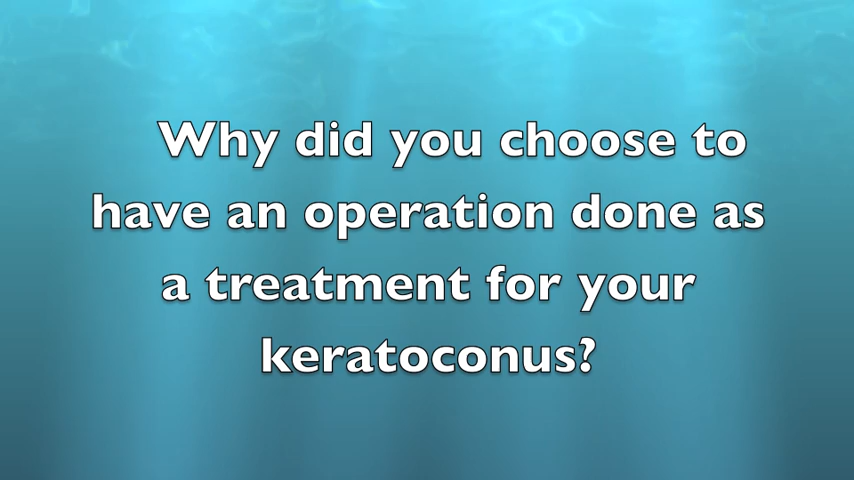 Why did you choose to
have an operation done as
a treatment for your
keratoconus?